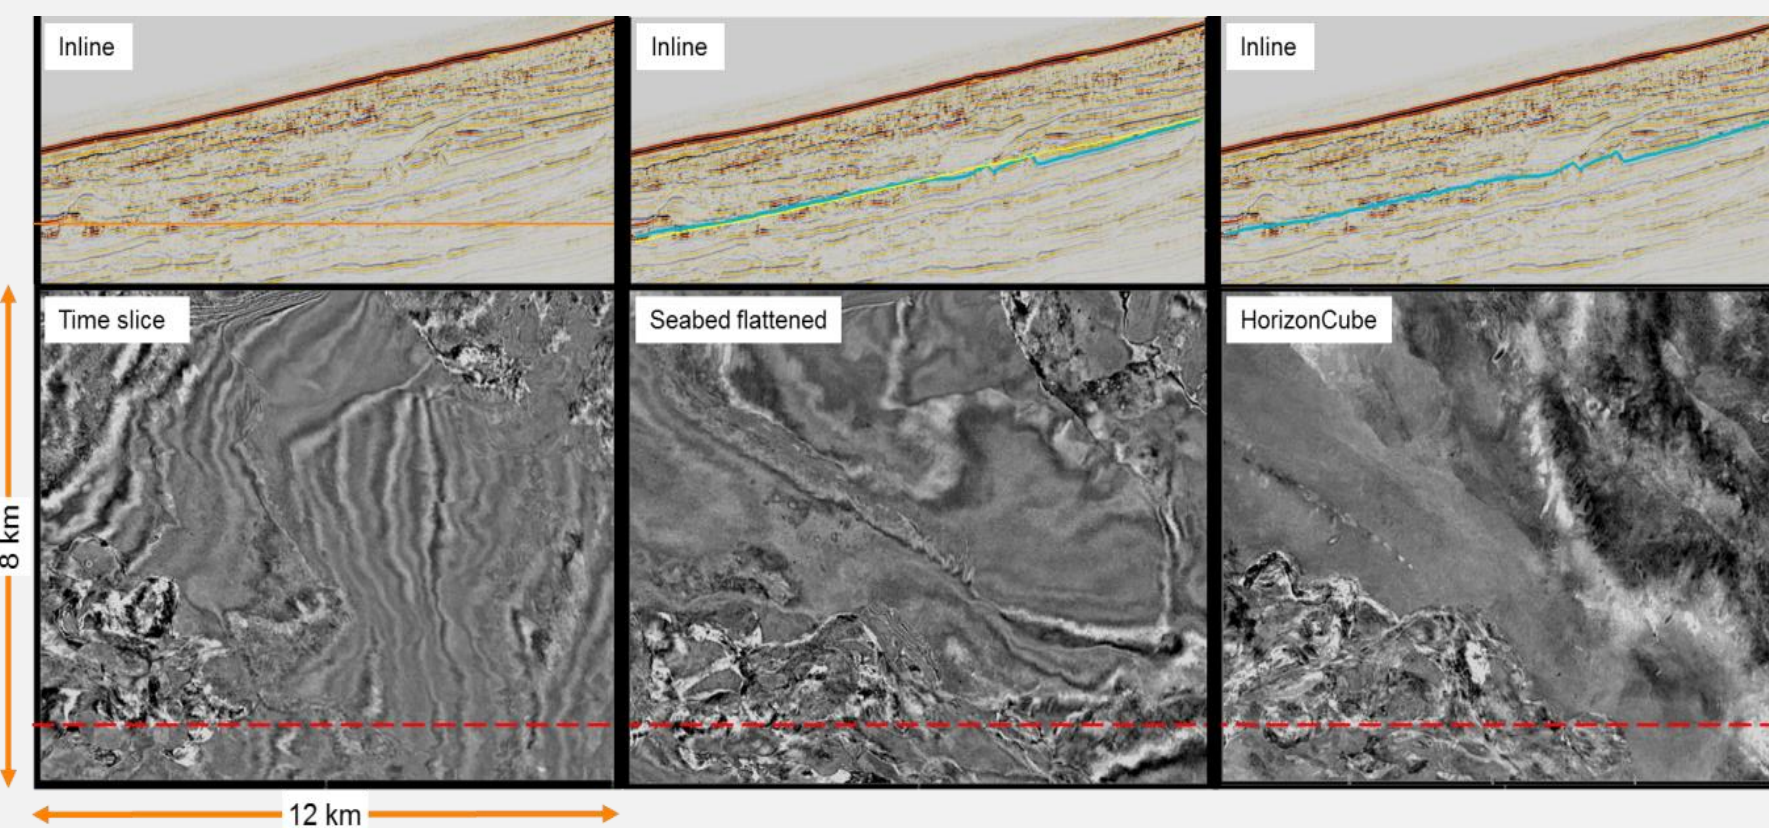 Inline
Inline
Inline
Time slice
Seabed flattened
HorizonCube
8 km
12 km